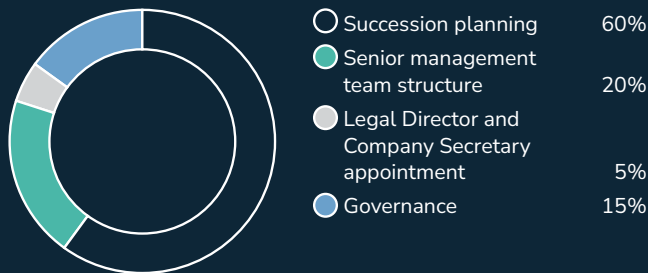 Succession planning 60%
Senior management
team structure 20%
Legal Director and
Company Secretary
appointment 5%
Governance 15%